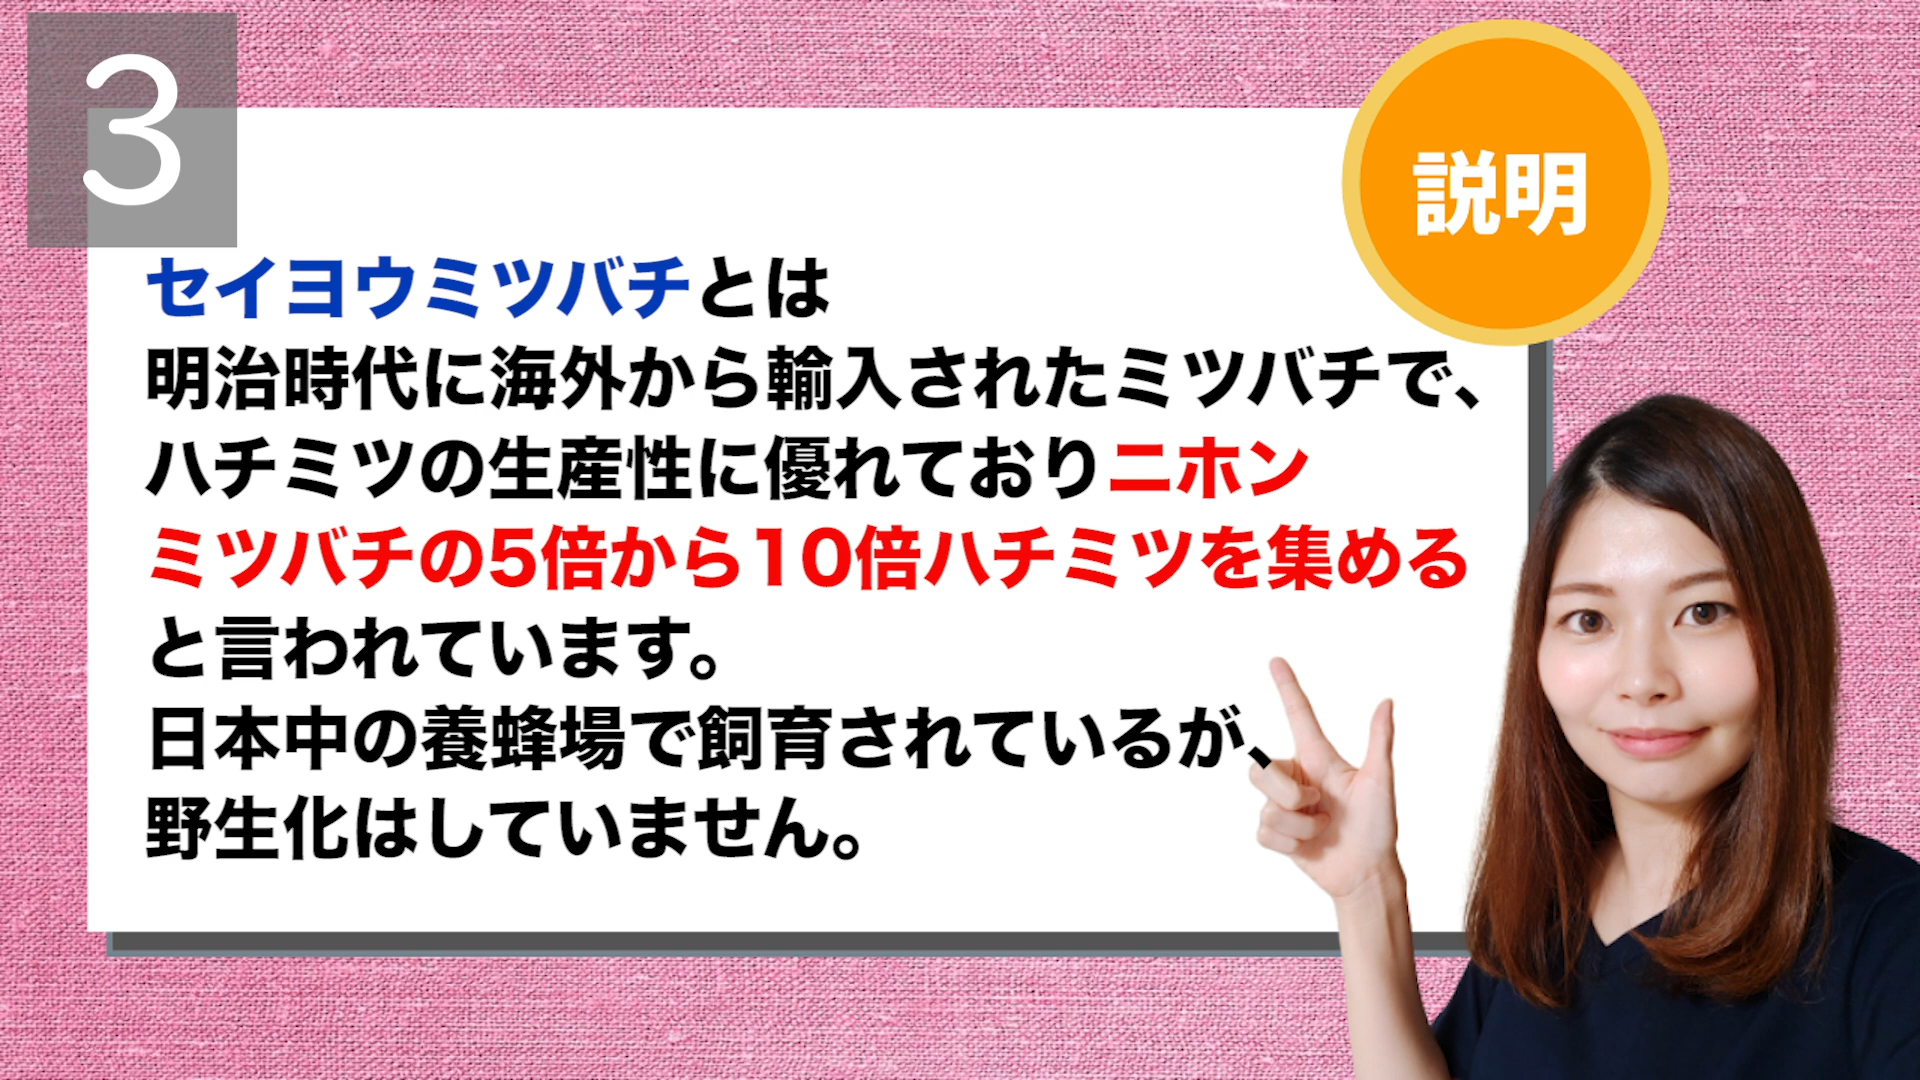 3
説明
セイヨウミツバチとは
明治時代に海外から輸入されたミツバチで、
ハチミツの生産性に優れておりニホン
ミツバチの5倍から10倍ハチミツを集める
と言われています。
日本中の養蜂場で飼育されているが、
野生化はしていません。